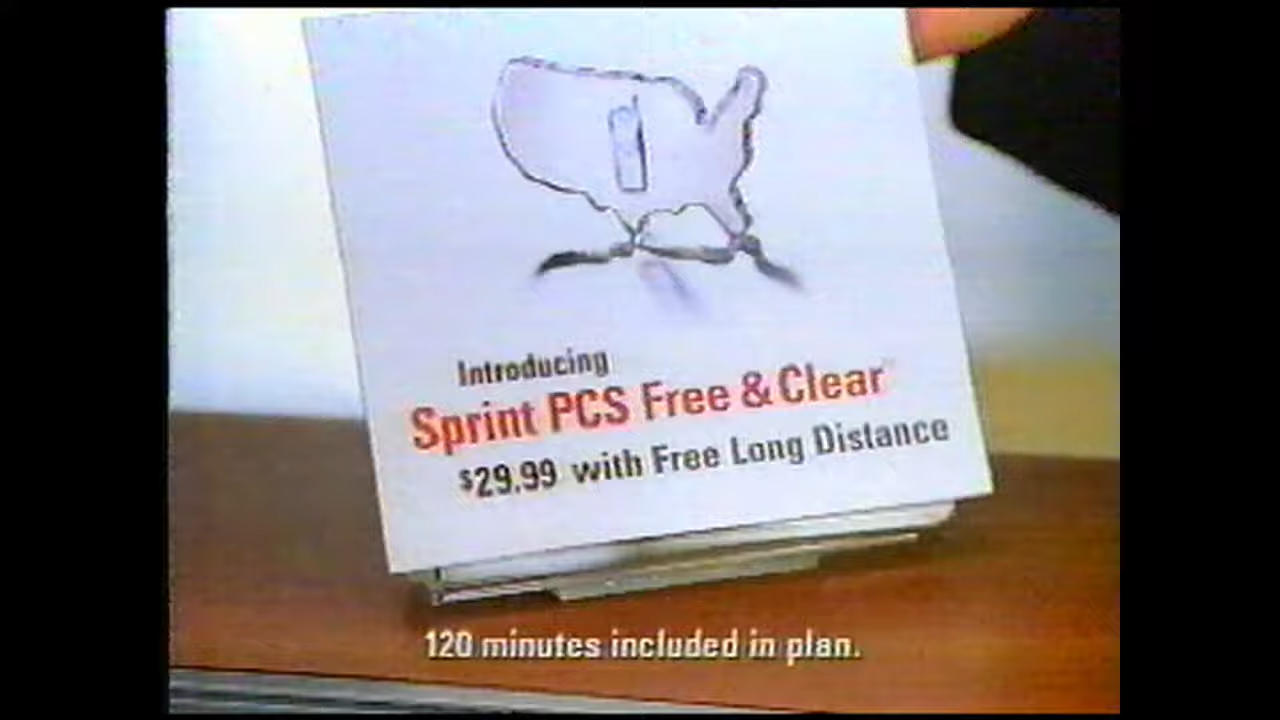 Introducing
Sprint PCS Free & Clear
$29.99 with Free Long Distance
120 minutes included in plan.